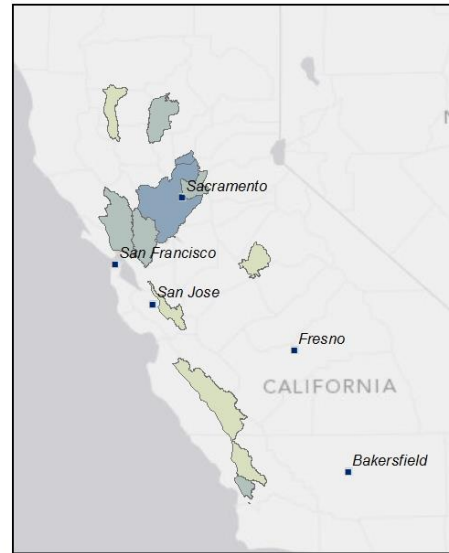 Sacramento
San Francisco
San Jose
Fresno
CALIFORNIA
Bakersfield